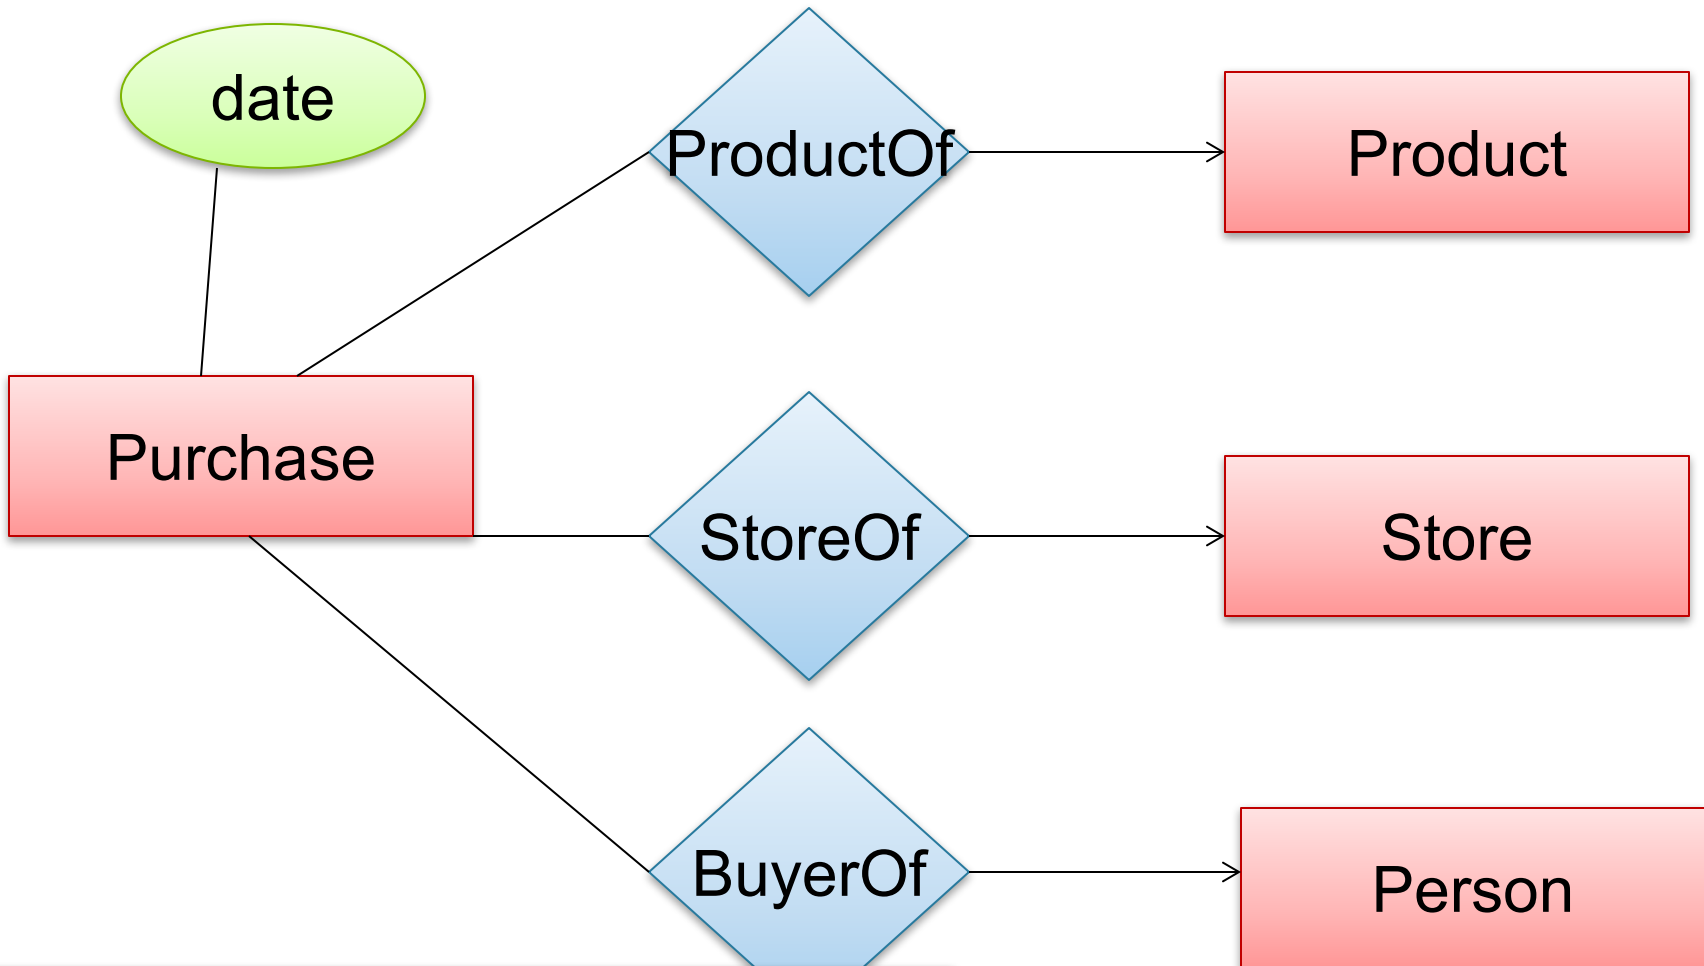 date
ProductOf
Product
Purchase
StoreOf
Store
BuyerOf
Person